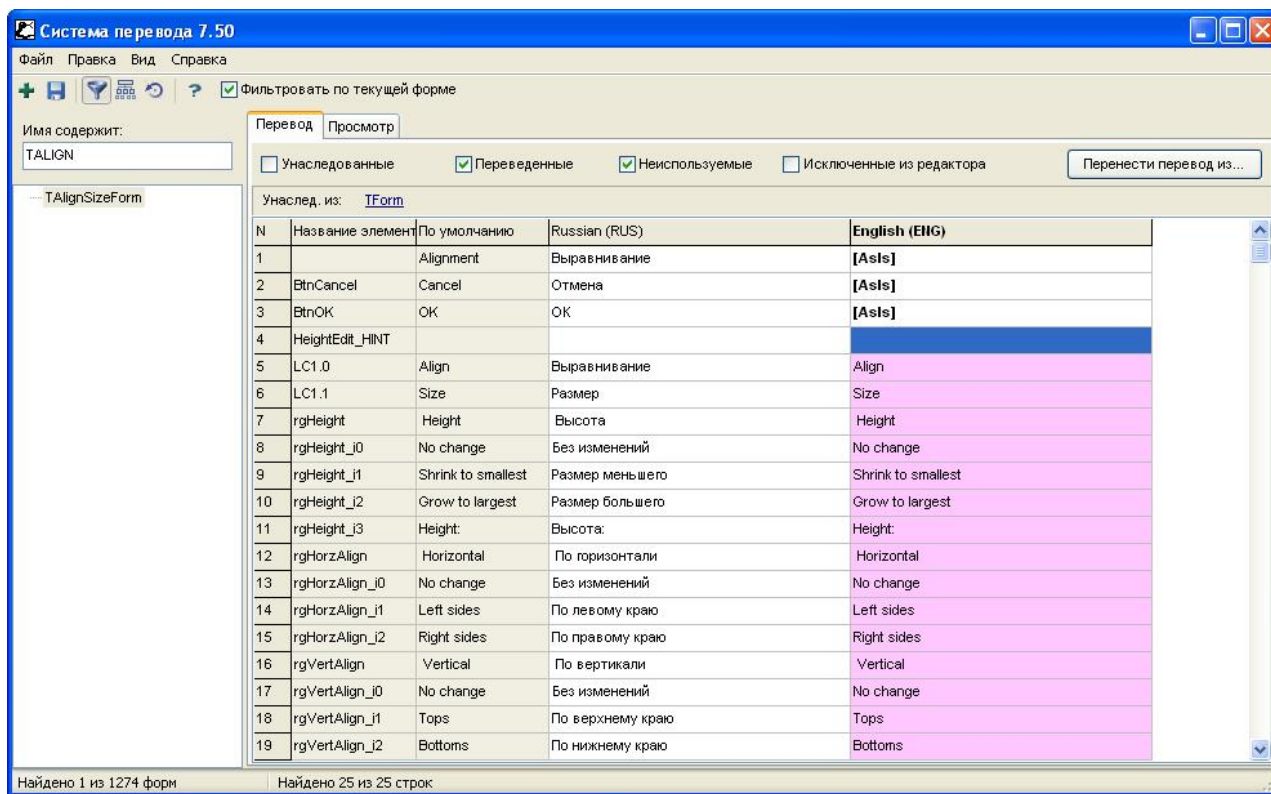 Система перевода 7.50
Файл Правка Вид Справка
? Фильтровать по текущей форме
Имя содержит:
TALIGN
TAlignSizeForm
Перевод Просмотр
Унаследованные Переведенные Неиспользуемые Исключенные из редактора Перенести перевод из...
Унаслед. из: TForm
N Название элемент По умолчанию Russian (RUS) English (ENG)
1 Alignment Выравнивание [AsIs]
2 BtnCancel Cancel Отмена [AsIs]
3 BtnOK OK ОК [AsIs]
4 HeightEdit_HINT
5 LC1.0 Align Выравнивание Align
6 LC1.1 Size Размер Size
7 rgHeight Height Высота Height
8 rgHeight_i0 No change Без изменений No change
9 rgHeight_i1 Shrink to smallest Размер меньшего Shrink to smallest
10 rgHeight_i2 Grow to largest Размер большего Grow to largest
11 rgHeight_i3 Height: Высота: Height:
12 rgHorzAlign Horizontal По горизонтали Horizontal
13 rgHorzAlign_i0 No change Без изменений No change
14 rgHorzAlign_i1 Left sides По левому краю Left sides
15 rgHorzAlign_i2 Right sides По правому краю Right sides
16 rgVertAlign Vertical По вертикали Vertical
17 rgVertAlign_i0 No change Без изменений No change
18 rgVertAlign_i1 Tops По верхнему краю Tops
19 rgVertAlign_i2 Bottoms По нижнему краю Bottoms
Найдено 1 из 1274 форм Найдено 25 из 25 строк